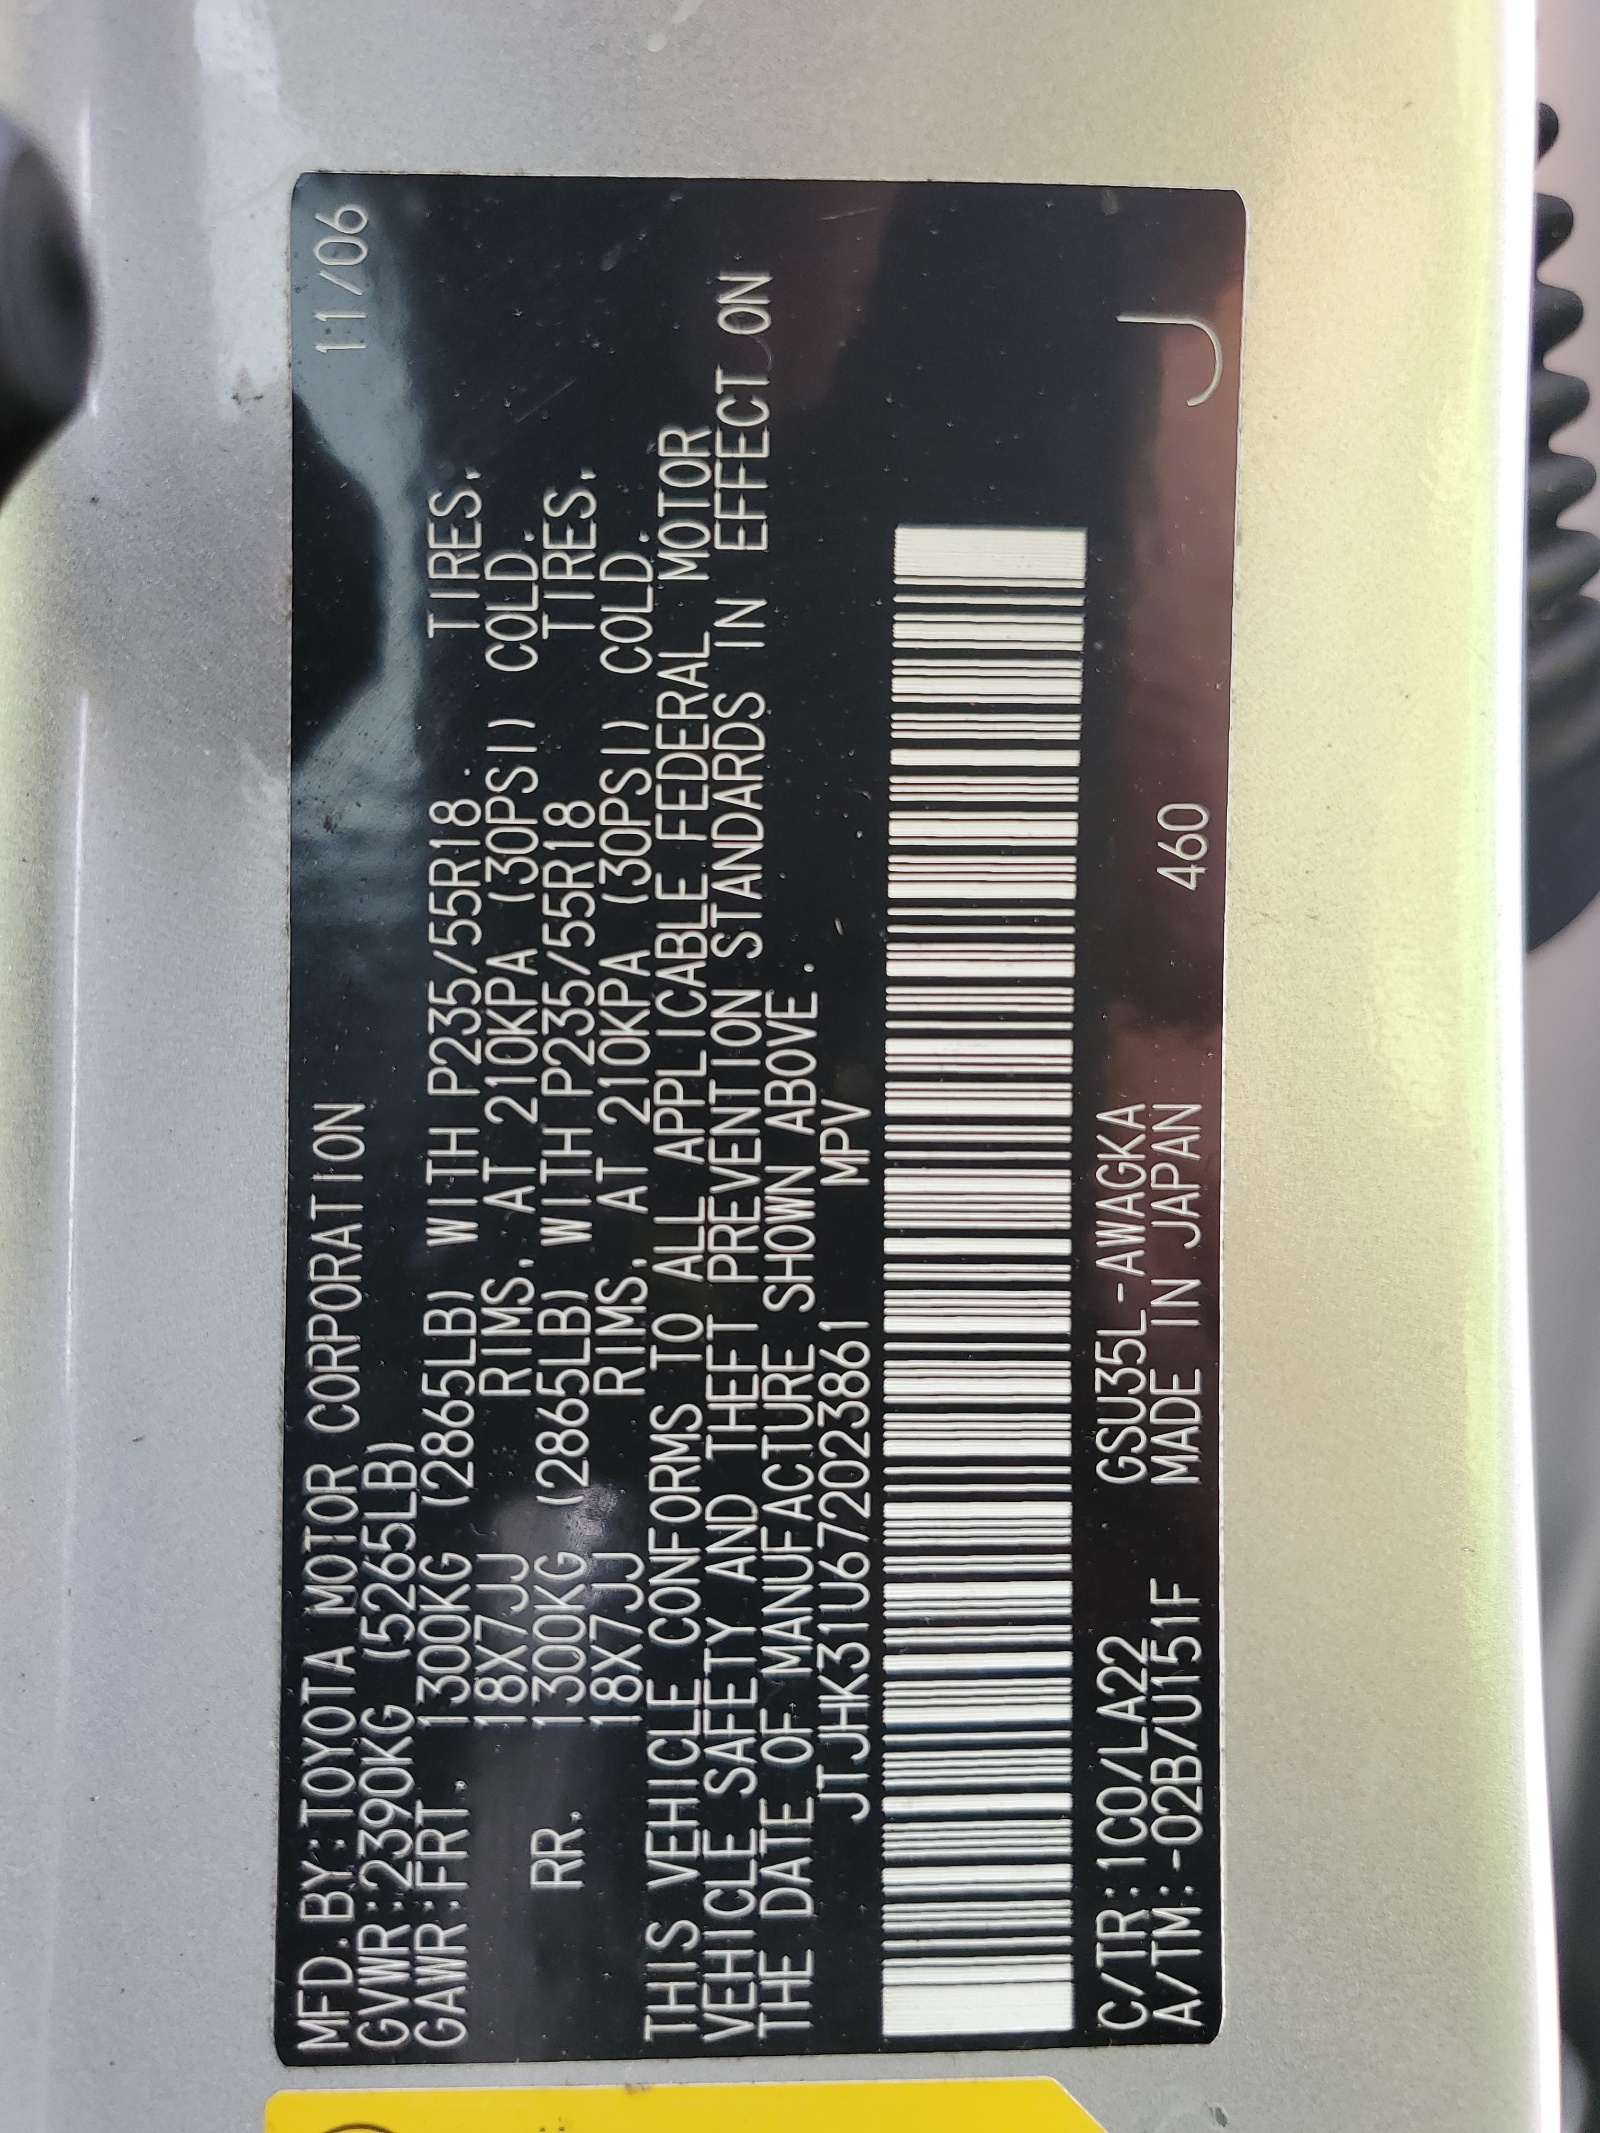 MFD.BY:TOYOTA MOTOR CORPORATION 11/06
GVWR:2390KG (5265LB)
GAWR:FRT. 1300KG (2865LB) WITH P235/55R18 TIRES,
18X7JJ RIMS, AT 210KPA (30PSI) COLD.
RR. 1300KG (2865LB) WITH P235/55R18 TIRES,
18X7JJ RIMS, AT 210KPA (30PSI) COLD.
THIS VEHICLE CONFORMS TO ALL APPLICABLE FEDERAL MOTOR
VEHICLE SAFETY AND THEFT PREVENTION STANDARDS IN EFFECT ON
THE DATE OF MANUFACTURE SHOWN ABOVE.
JTJHK31U672023861 MPV
C/TR:1C0/LA22 GSU35L-AWAGKA
A/TM:-02B/U151F MADE IN JAPAN 460 J